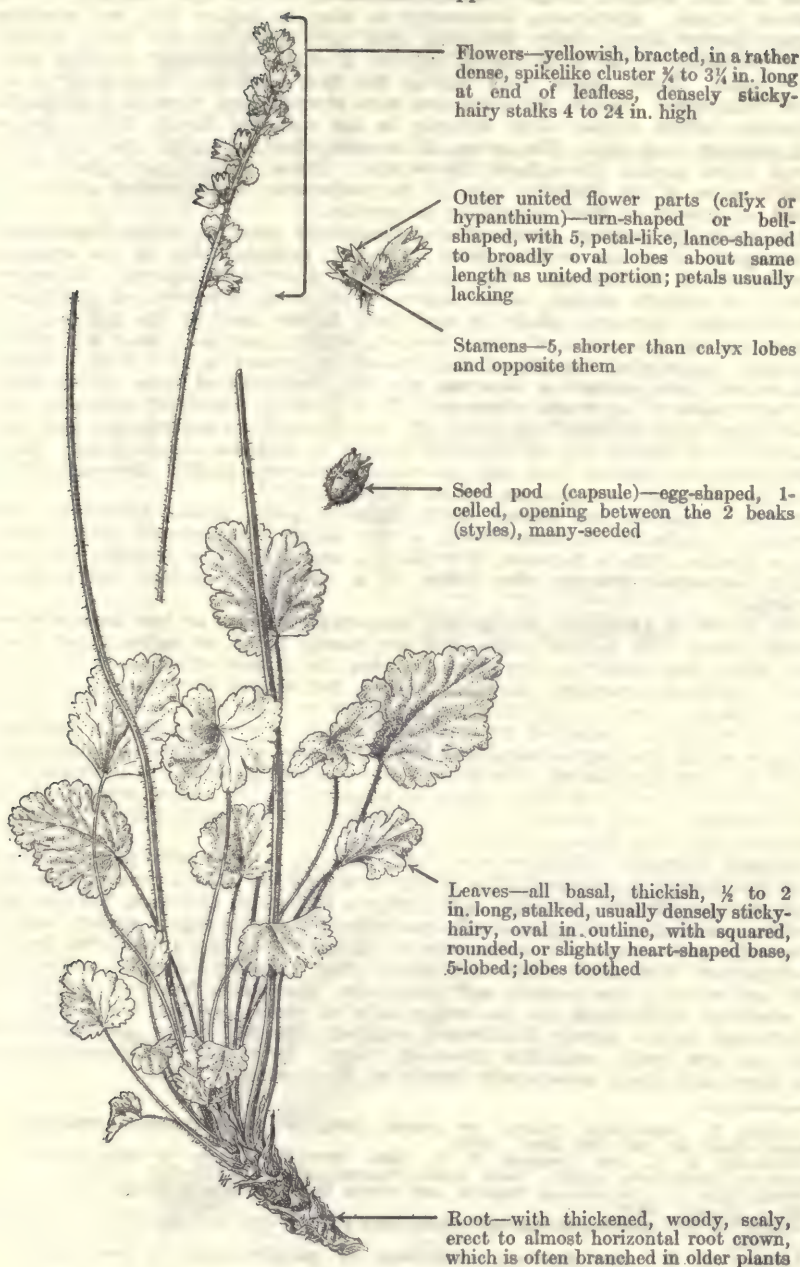 Flowers—yellowish, bracted, in a rather
dense, spikelike cluster ¾ to 3¼ in. long
at end of leafless, densely sticky-
hairy stalks 4 to 24 in. high
Outer united flower parts (calyx or
hypanthium)—urn-shaped or bell-
shaped, with 5, petal-like, lance-shaped
to broadly oval lobes about same
length as united portion; petals usually
lacking
Stamens—5, shorter than calyx lobes
and opposite them
Seed pod (capsule)—egg-shaped, 1-
celled, opening between the 2 beaks
(styles), many-seeded
Leaves—all basal, thickish, ½ to 2
in. long, stalked, usually densely sticky-
hairy, oval in outline, with squared,
rounded, or slightly heart-shaped base,
5-lobed; lobes toothed
Root—with thickened, woody, scaly,
erect to almost horizontal root crown,
which is often branched in older plants